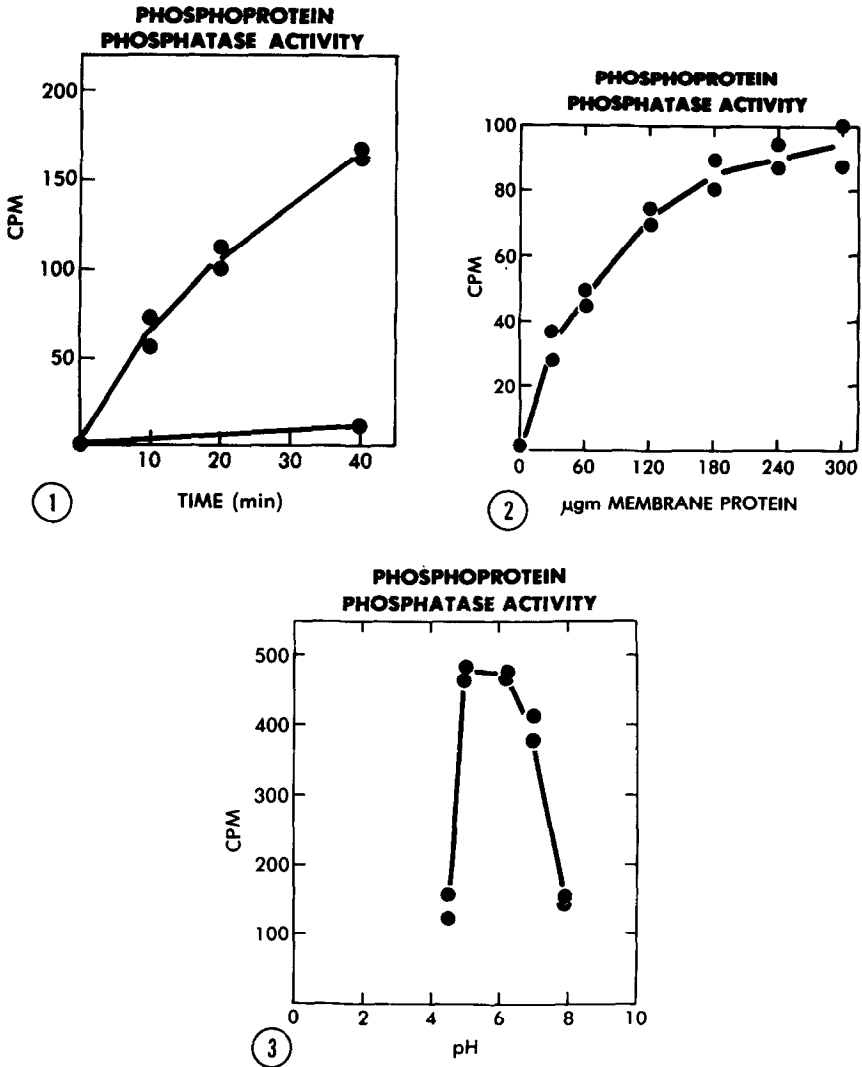 PHOSPHOPROTEIN
PHOSPHATASE ACTIVITY
200
150
100
50
CPM
10 20 30 40
TIME (min)
1
PHOSPHOPROTEIN
PHOSPHATASE ACTIVITY
100
80
60
40
20
CPM
0 60 120 180 240 300
μgm MEMBRANE PROTEIN
2
PHOSPHOPROTEIN
PHOSPHATASE ACTIVITY
500
400
300
200
100
CPM
0 2 4 6 8 10
pH
3